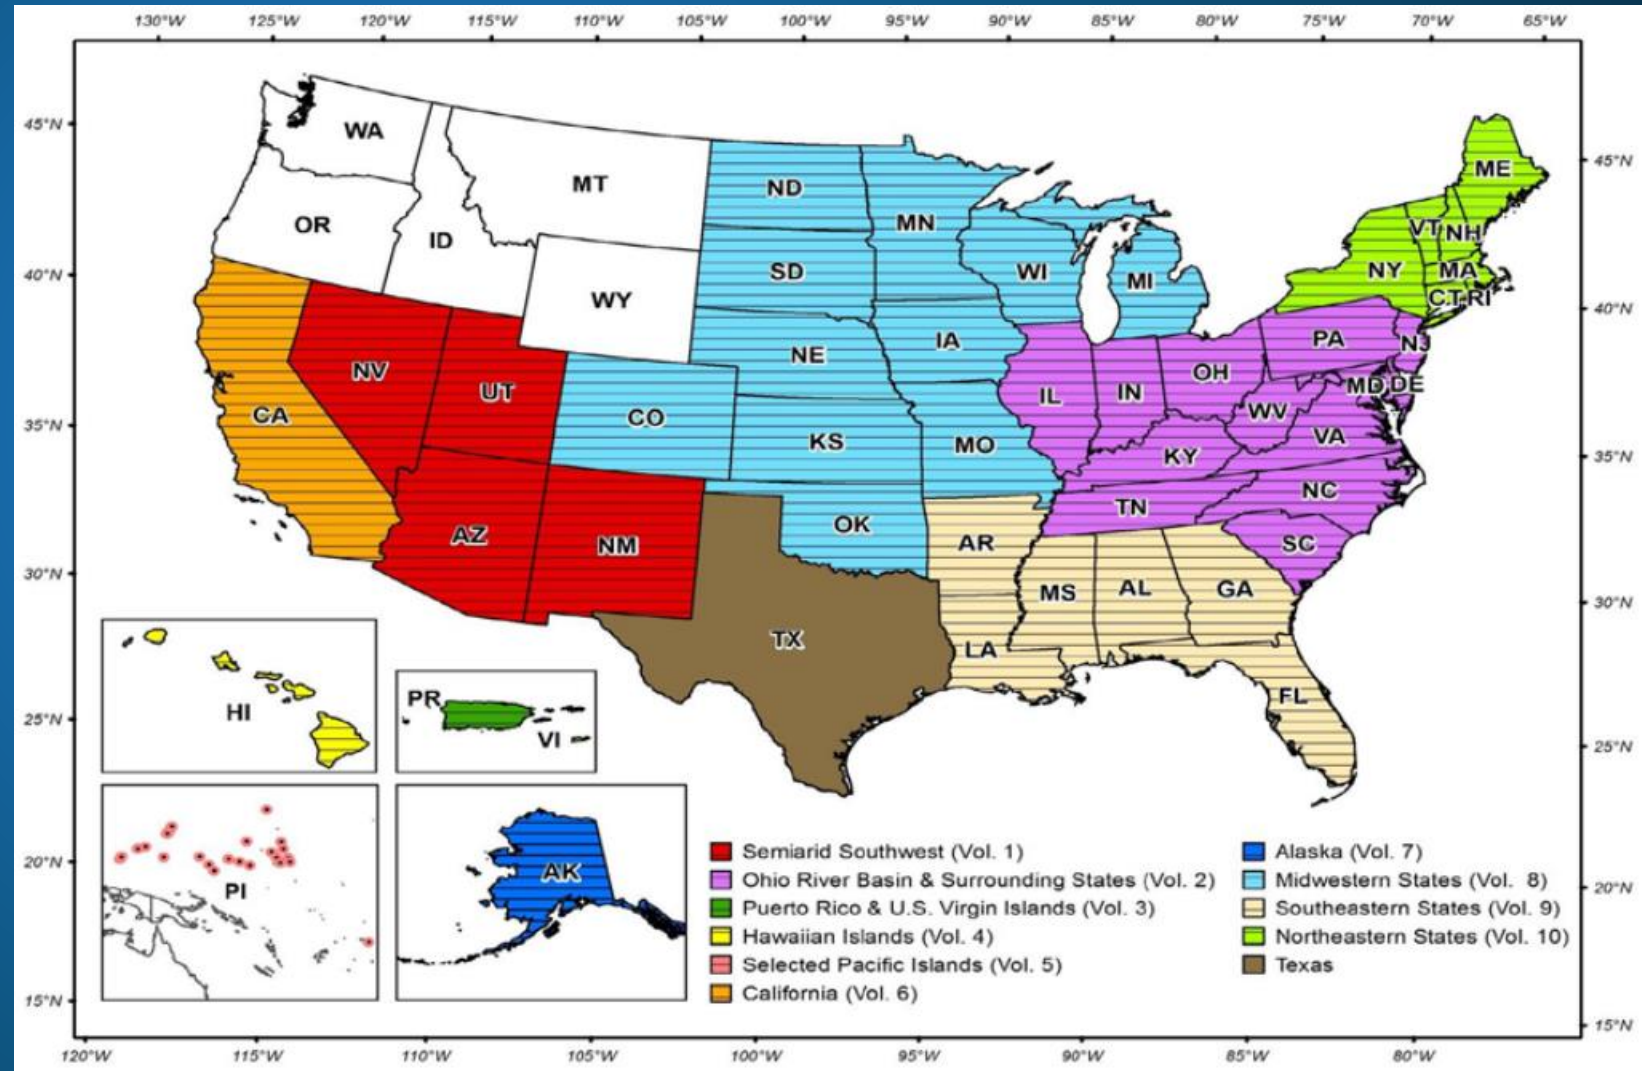 130°W 125°W 120°W 115°W 110°W 105°W 100°W 95°W 90°W 85°W 80°W 75°W 70°W 65°W
45°N
40°N
35°N
30°N
25°N
20°N
15°N
45°N
40°N
35°N
30°N
25°N
20°N
15°N
WA
MT
ND
ME
OR
ID
MN
VT NH
SD
WI
MI
NY
MA
WY
CT RI
NE
IA
PA
NJ
NV
UT
CO
IL
IN
OH
MD DE
CA
KS
MO
WV
VA
KY
AZ
NM
OK
AR
TN
NC
SC
MS
AL
GA
TX
LA
FL
HI
PR
VI
PI
AK
Semiarid Southwest (Vol. 1)
Ohio River Basin & Surrounding States (Vol. 2)
Puerto Rico & U.S. Virgin Islands (Vol. 3)
Hawaiian Islands (Vol. 4)
Selected Pacific Islands (Vol. 5)
California (Vol. 6)
Alaska (Vol. 7)
Midwestern States (Vol. 8)
Southeastern States (Vol. 9)
Northeastern States (Vol. 10)
Texas
120°W 115°W 110°W 105°W 100°W 95°W 90°W 85°W 80°W